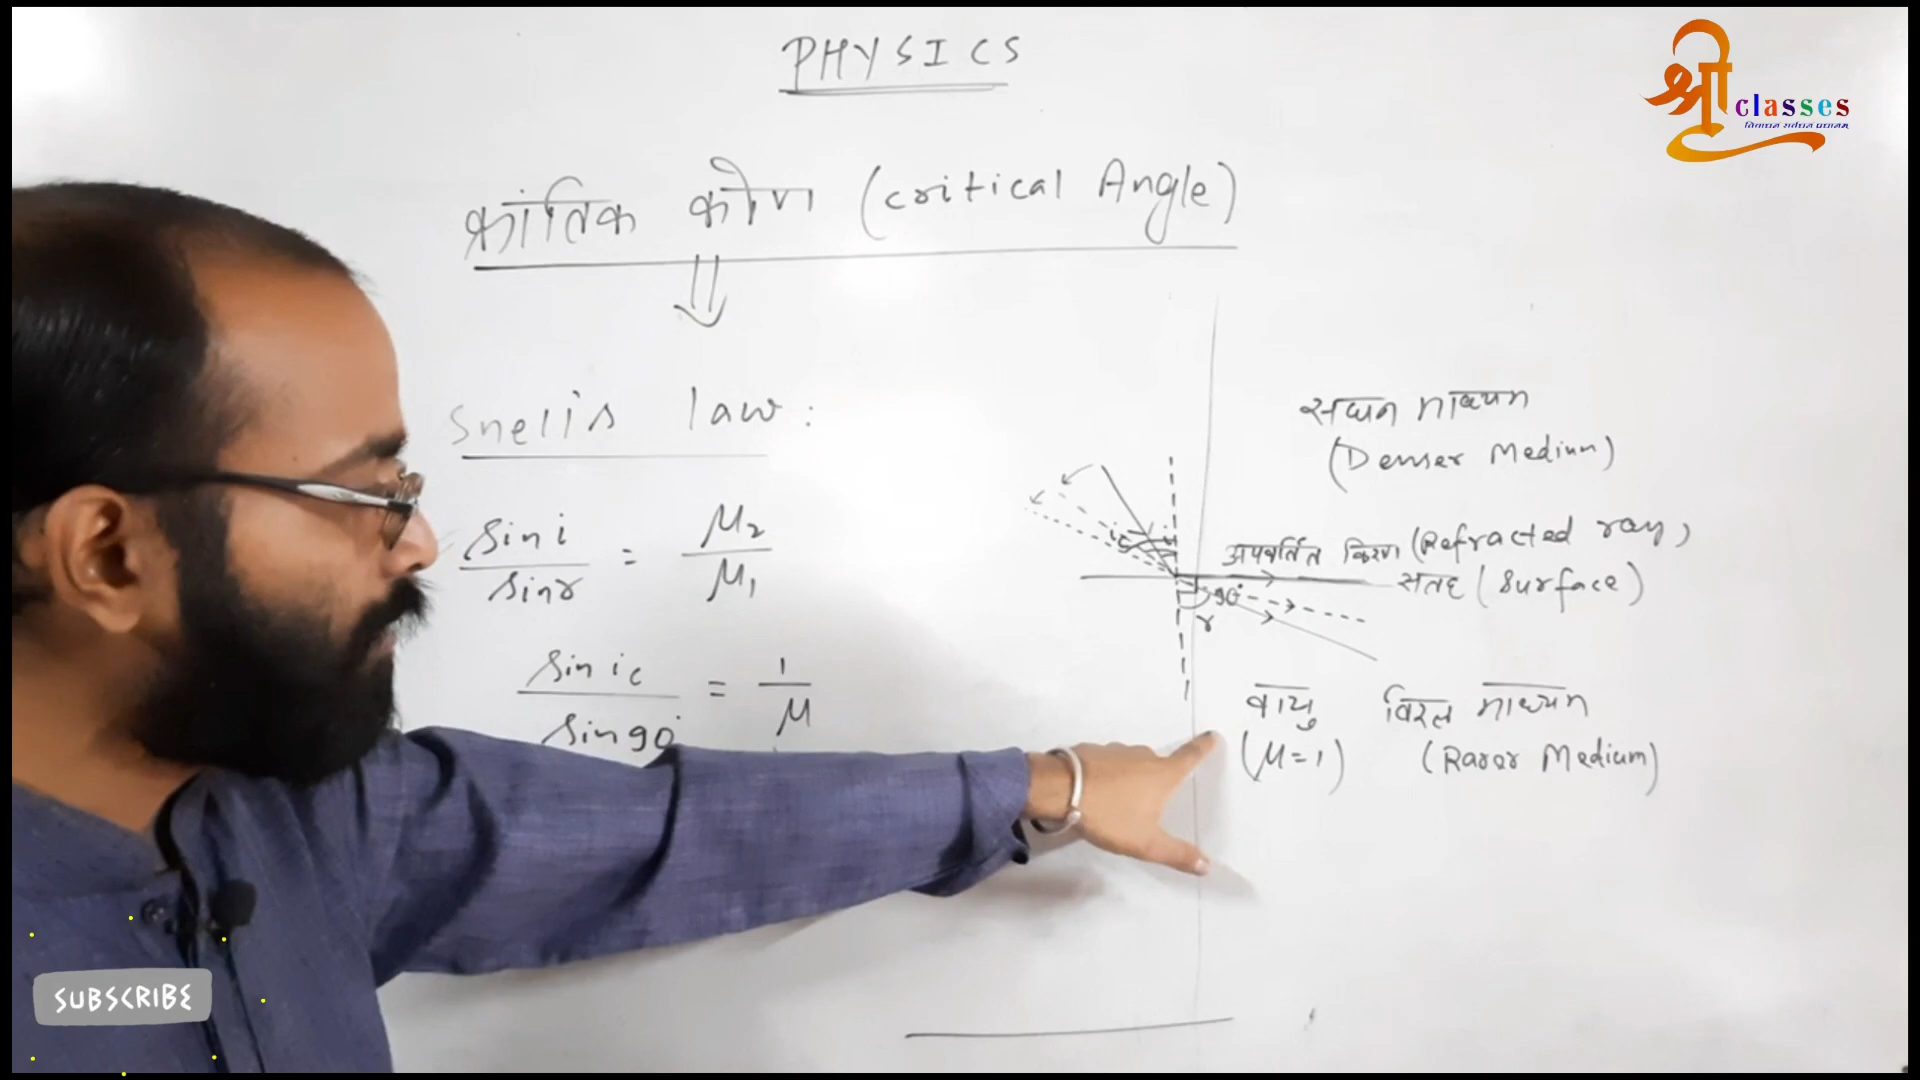 PHYSICS
श्री classes
क्रांतिक कोण (critical Angle)
Snell's law :
sin i / sin r = μ2 / μ1
sin ic / sin 90° = 1 / μ
सघन माध्यम
(Denser Medium)
i i
ic
अपवर्तित किरण (Refracted ray)
सतह (Surface)
90°
r
वायु विरल माध्यम
(μ=1) (Rarer Medium)
SUBSCRIBE